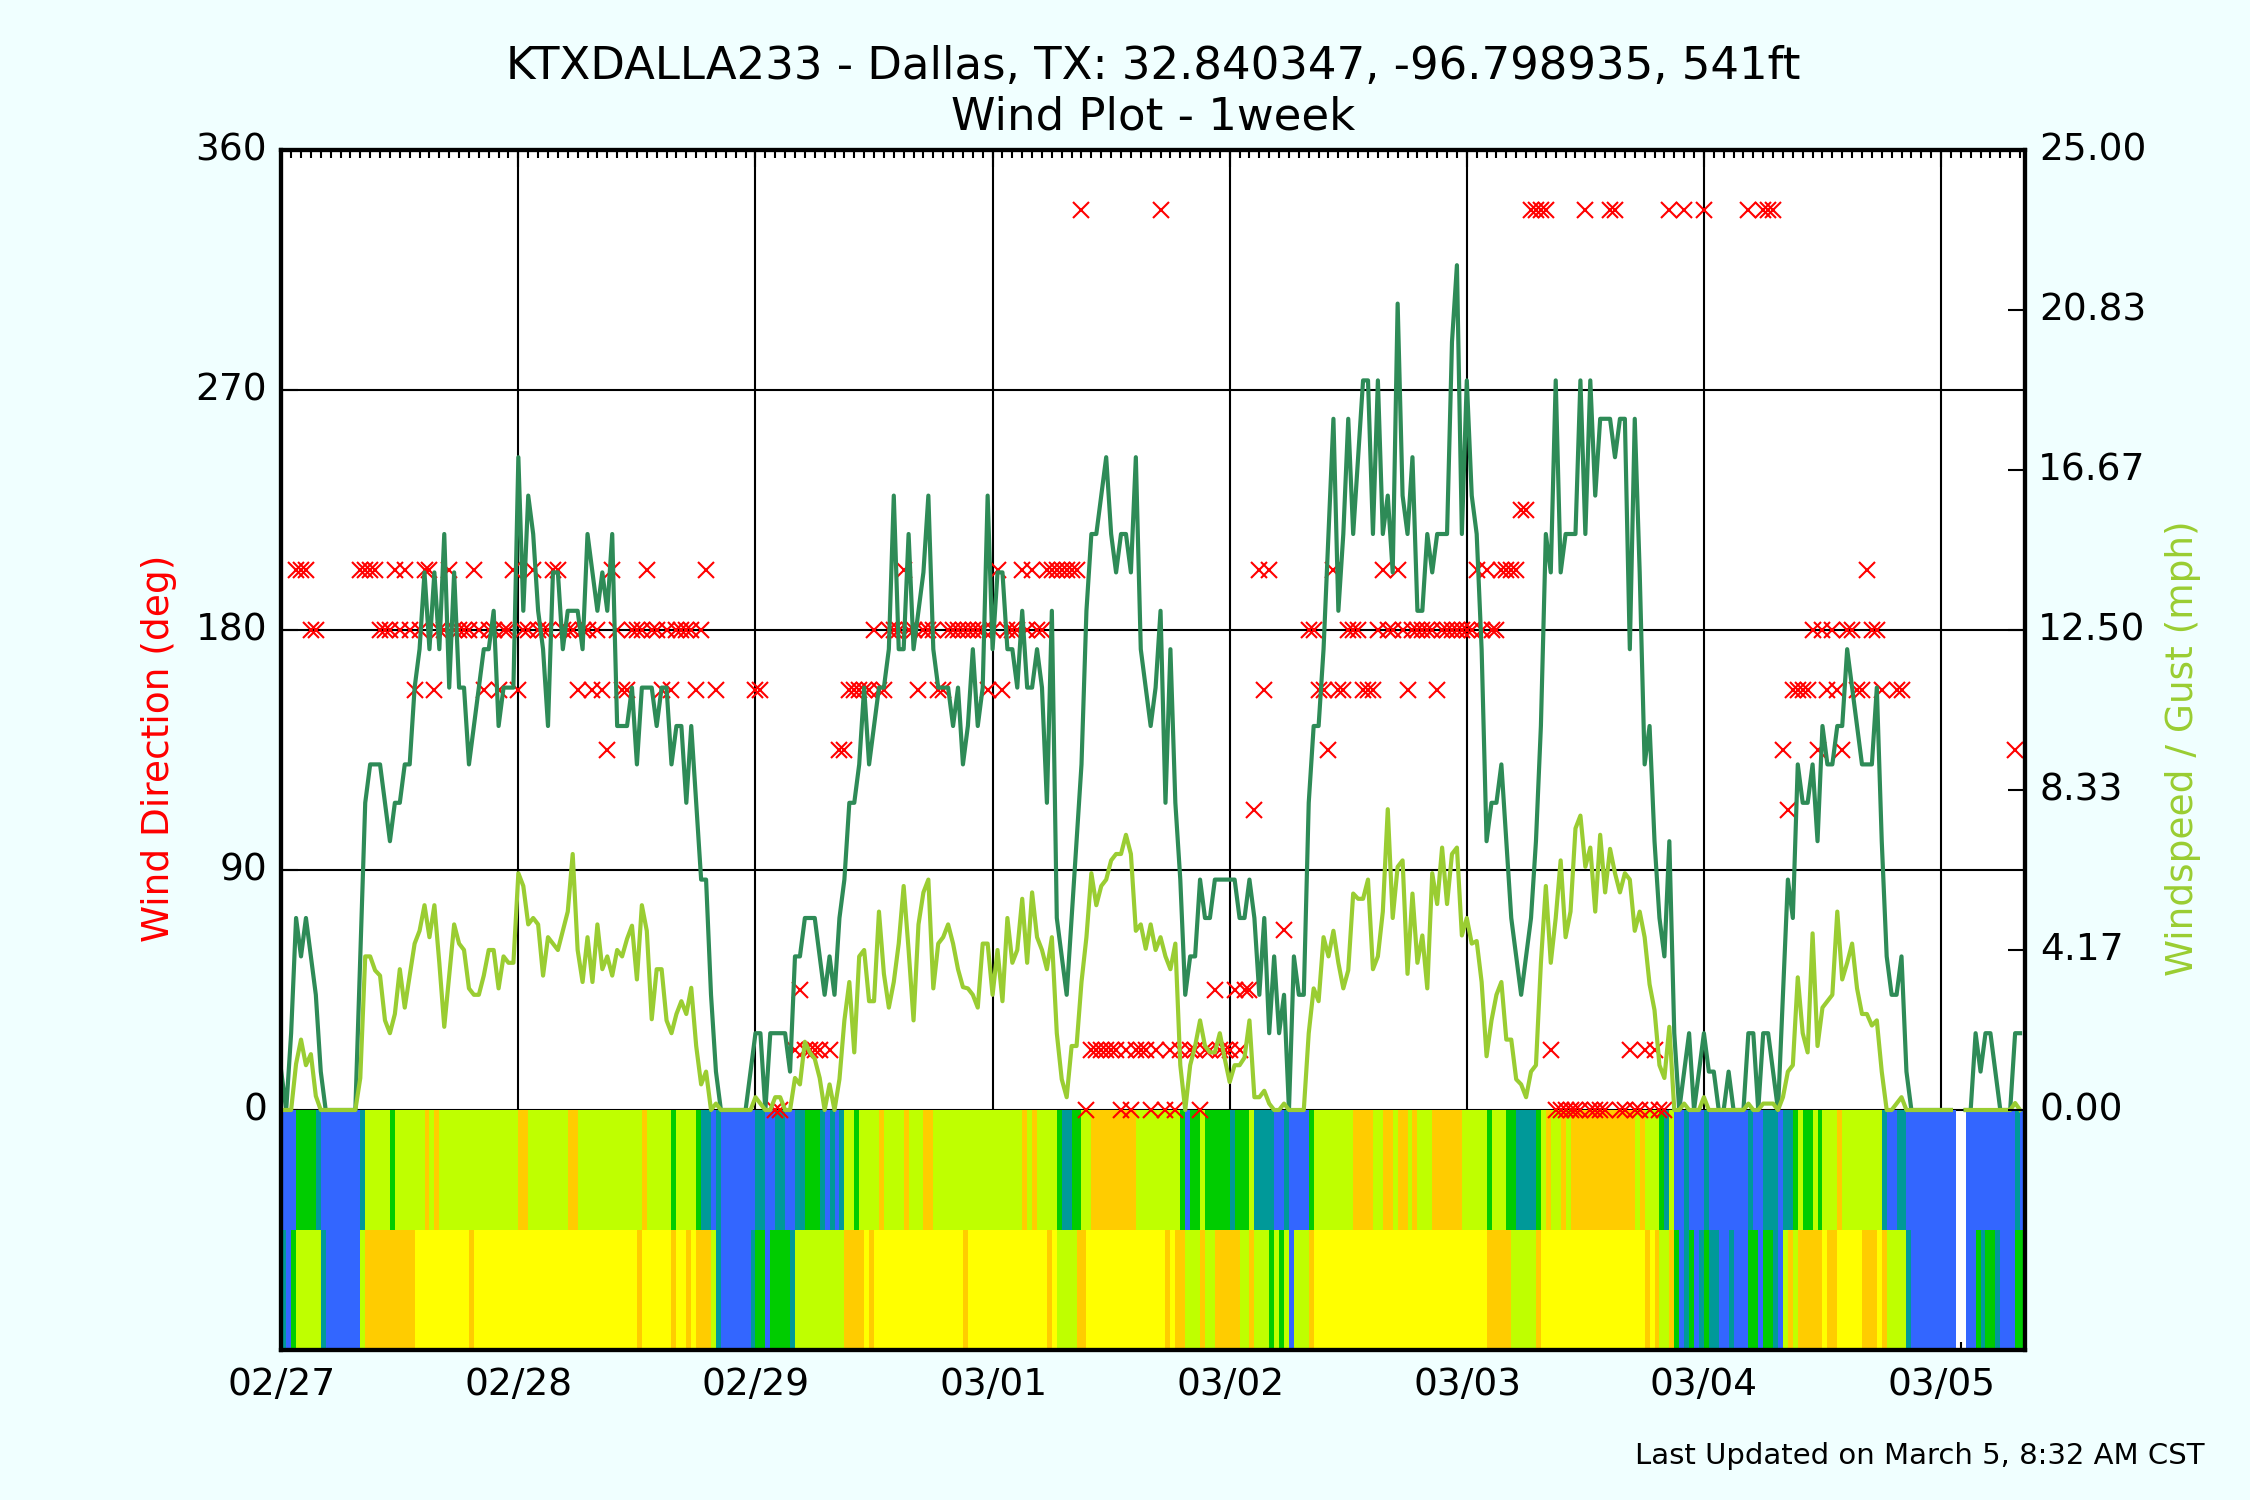 KTXDALLA233 - Dallas, TX: 32.840347, -96.798935, 541ft
Wind Plot - 1week
360
270
180
90
0
Wind Direction (deg)
25.00
20.83
16.67
12.50
8.33
4.17
0.00
Windspeed / Gust (mph)
02/27 02/28 02/29 03/01 03/02 03/03 03/04 03/05
Last Updated on March 5, 8:32 AM CST